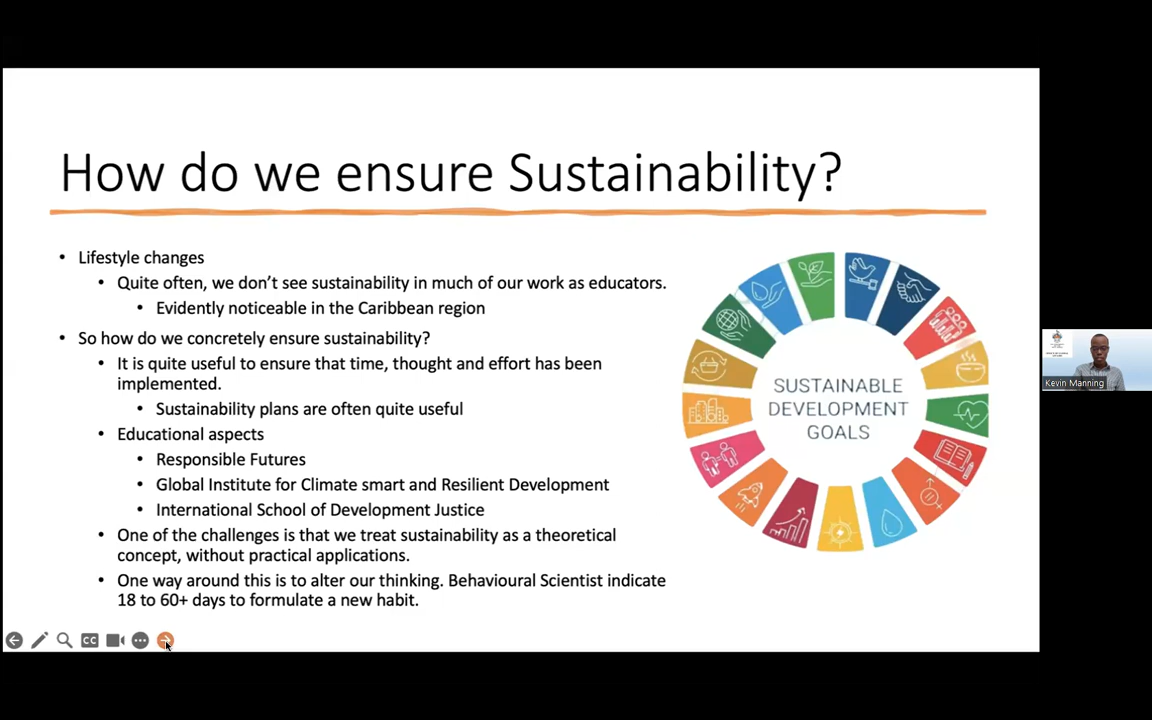 How do we ensure Sustainability?
• Lifestyle changes
• Quite often, we don't see sustainability in much of our work as educators.
• Evidently noticeable in the Caribbean region
• So how do we concretely ensure sustainability?
• It is quite useful to ensure that time, thought and effort has been
implemented.
• Sustainability plans are often quite useful
• Educational aspects
• Responsible Futures
• Global Institute for Climate smart and Resilient Development
• International School of Development Justice
• One of the challenges is that we treat sustainability as a theoretical
concept, without practical applications.
• One way around this is to alter our thinking. Behavioural Scientist indicate
18 to 60+ days to formulate a new habit.
SUSTAINABLE
DEVELOPMENT
GOALS
CC
Kevin Manning